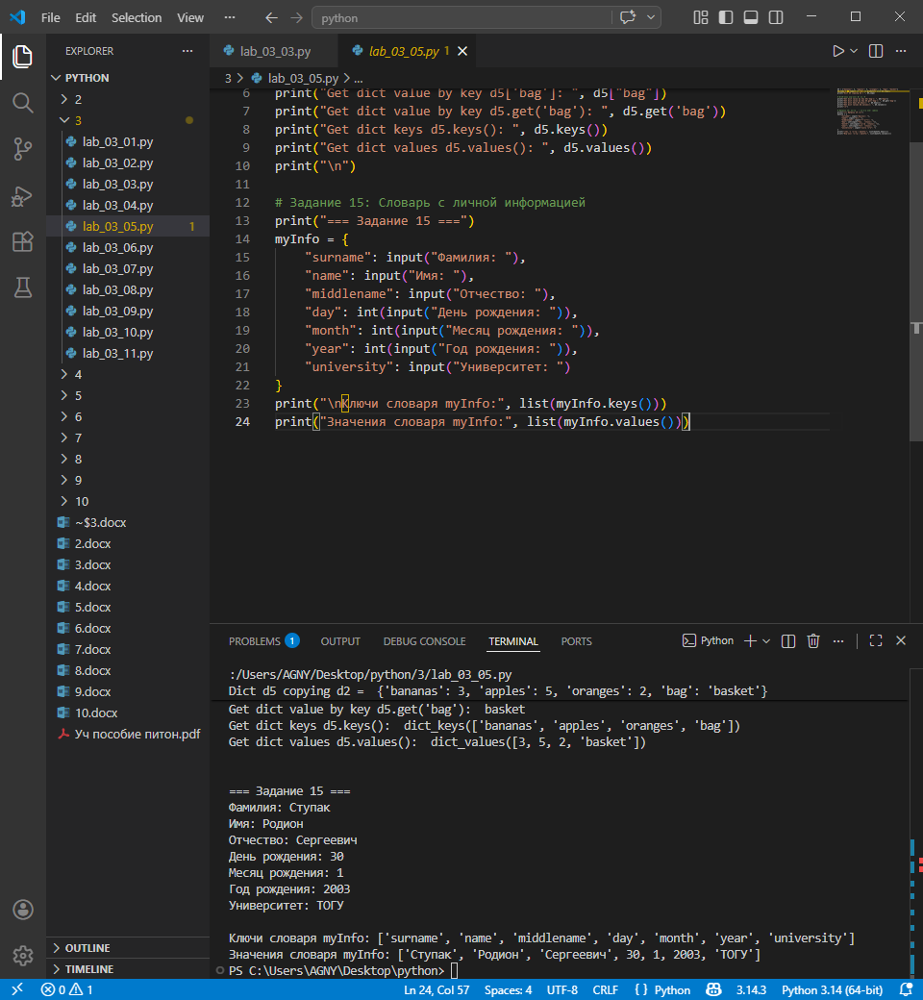 File Edit Selection View ··· python
EXPLORER ···
PYTHON
2
3
lab_03_01.py
lab_03_02.py
lab_03_03.py
lab_03_04.py
lab_03_05.py 1
lab_03_06.py
lab_03_07.py
lab_03_08.py
lab_03_09.py
lab_03_10.py
lab_03_11.py
4
5
6
7
8
9
10
~$3.docx
2.docx
3.docx
4.docx
5.docx
6.docx
7.docx
8.docx
9.docx
10.docx
Уч пособие питон.pdf
OUTLINE
TIMELINE
lab_03_03.py lab_03_05.py 1
3 > lab_03_05.py > ...
6 print("Get dict value by key d5['bag']: ", d5["bag"])
7 print("Get dict value by key d5.get('bag'): ", d5.get('bag'))
8 print("Get dict keys d5.keys(): ", d5.keys())
9 print("Get dict values d5.values(): ", d5.values())
10 print("\n")
11
12 # Задание 15: Словарь с личной информацией
13 print("=== Задание 15 ===")
14 myInfo = {
15 "surname": input("Фамилия: "),
16 "name": input("Имя: "),
17 "middlename": input("Отчество: "),
18 "day": int(input("День рождения: ")),
19 "month": int(input("Месяц рождения: ")),
20 "year": int(input("Год рождения: ")),
21 "university": input("Университет: ")
22 }
23 print("\nКлючи словаря myInfo:", list(myInfo.keys()))
24 print("Значения словаря myInfo:", list(myInfo.values()))
PROBLEMS 1 OUTPUT DEBUG CONSOLE TERMINAL PORTS Python
:/Users/AGNY/Desktop/python/3/lab_03_05.py
Dict d5 copying d2 =  {'bananas': 3, 'apples': 5, 'oranges': 2, 'bag': 'basket'}
Get dict value by key d5.get('bag'):  basket
Get dict keys d5.keys():  dict_keys(['bananas', 'apples', 'oranges', 'bag'])
Get dict values d5.values():  dict_values([3, 5, 2, 'basket'])
=== Задание 15 ===
Фамилия: Ступак
Имя: Родион
Отчество: Сергеевич
День рождения: 30
Месяц рождения: 1
Год рождения: 2003
Университет: ТОГУ
Ключи словаря myInfo: ['surname', 'name', 'middlename', 'day', 'month', 'year', 'university']
Значения словаря myInfo: ['Ступак', 'Родион', 'Сергеевич', 30, 1, 2003, 'ТОГУ']
PS C:\Users\AGNY\Desktop\python>
0 1 Ln 24, Col 57 Spaces: 4 UTF-8 CRLF { } Python 3.14.3 Python 3.14 (64-bit)